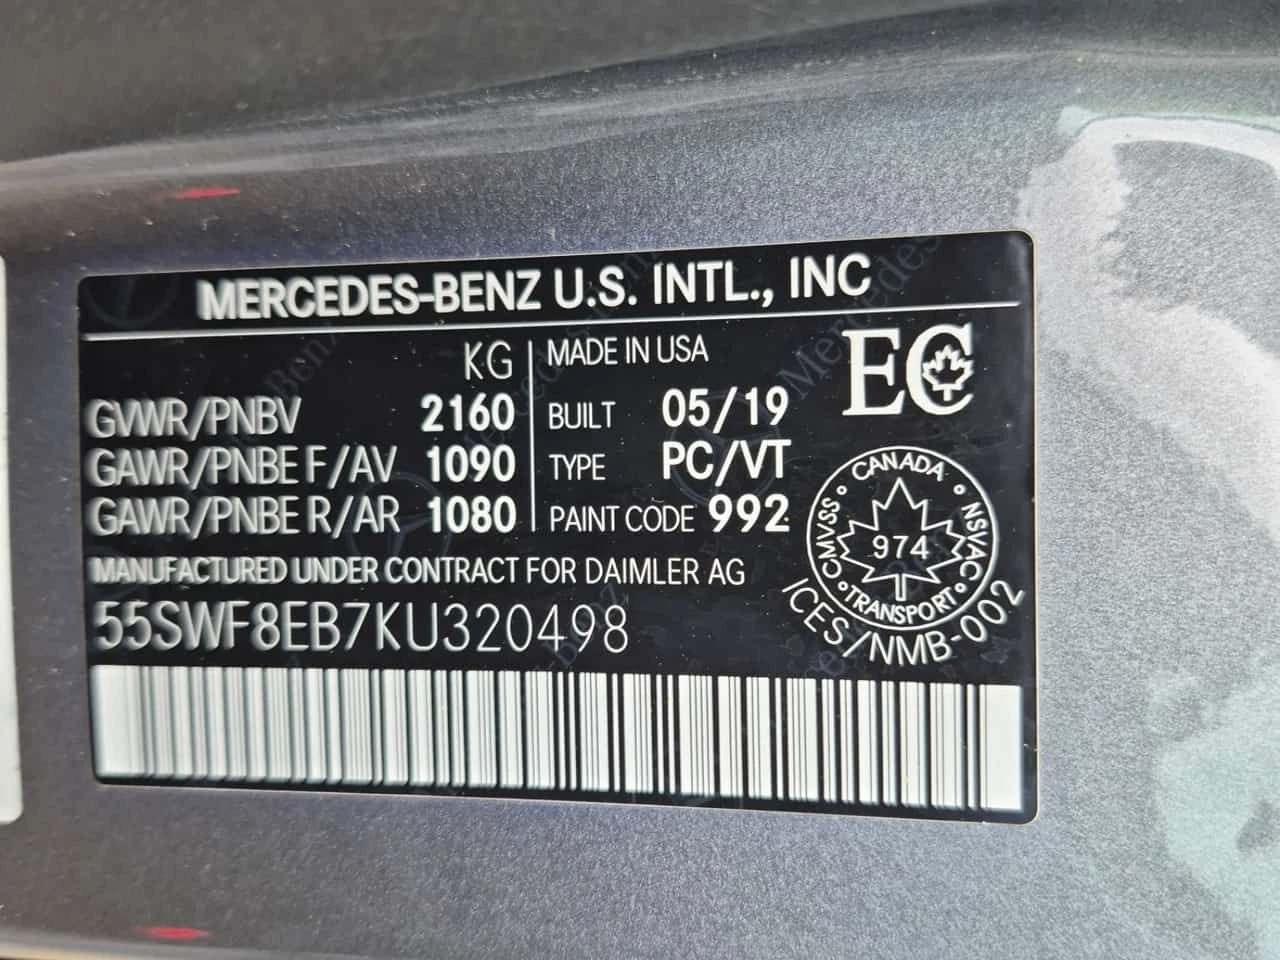 MERCEDES-BENZ U.S. INTL., INC
KG
GVWR/PNBV 2160
GAWR/PNBE F/AV 1090
GAWR/PNBE R/AR 1080
MADE IN USA
BUILT 05/19
TYPE PC/VT
PAINT CODE 992
EC
CANADA
CMVSS
NSVAC
974
TRANSPORT
ICES/NMB-002
MANUFACTURED UNDER CONTRACT FOR DAIMLER AG
55SWF8EB7KU320498